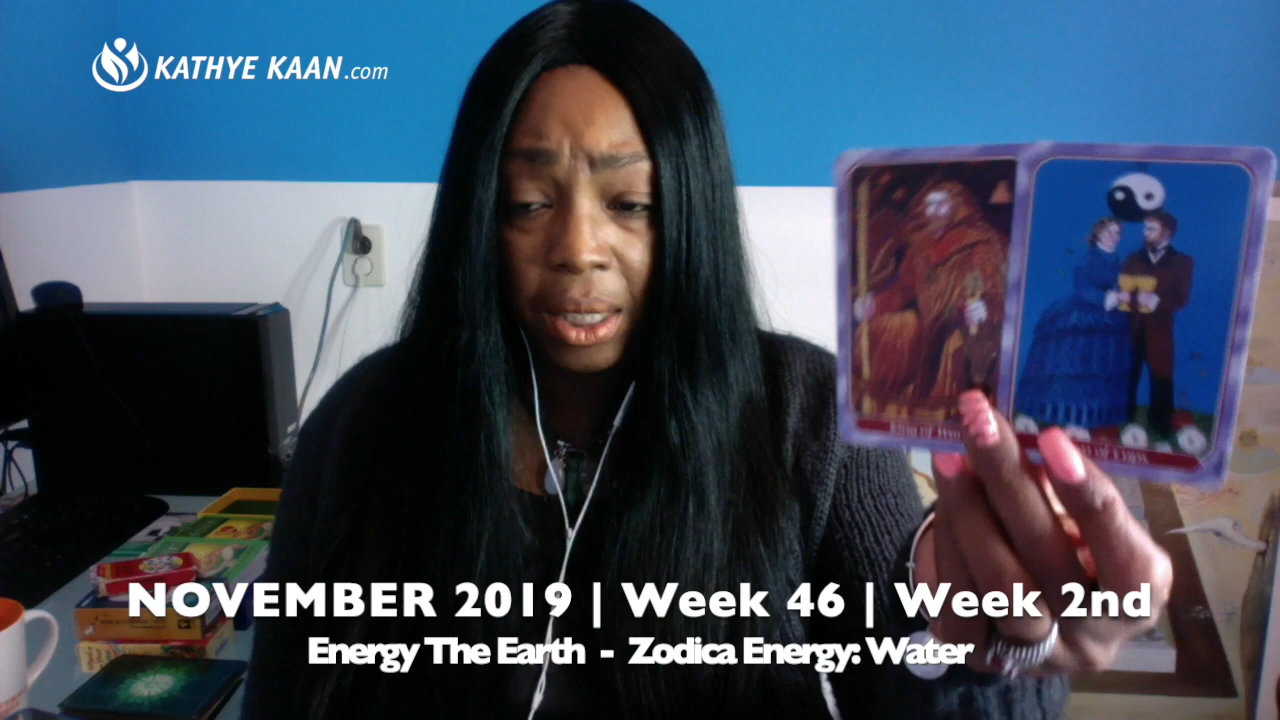 KATHYE KAAN.com
NOVEMBER 2019 | Week 46 | Week 2nd
Energy The Earth - Zodica Energy: Water